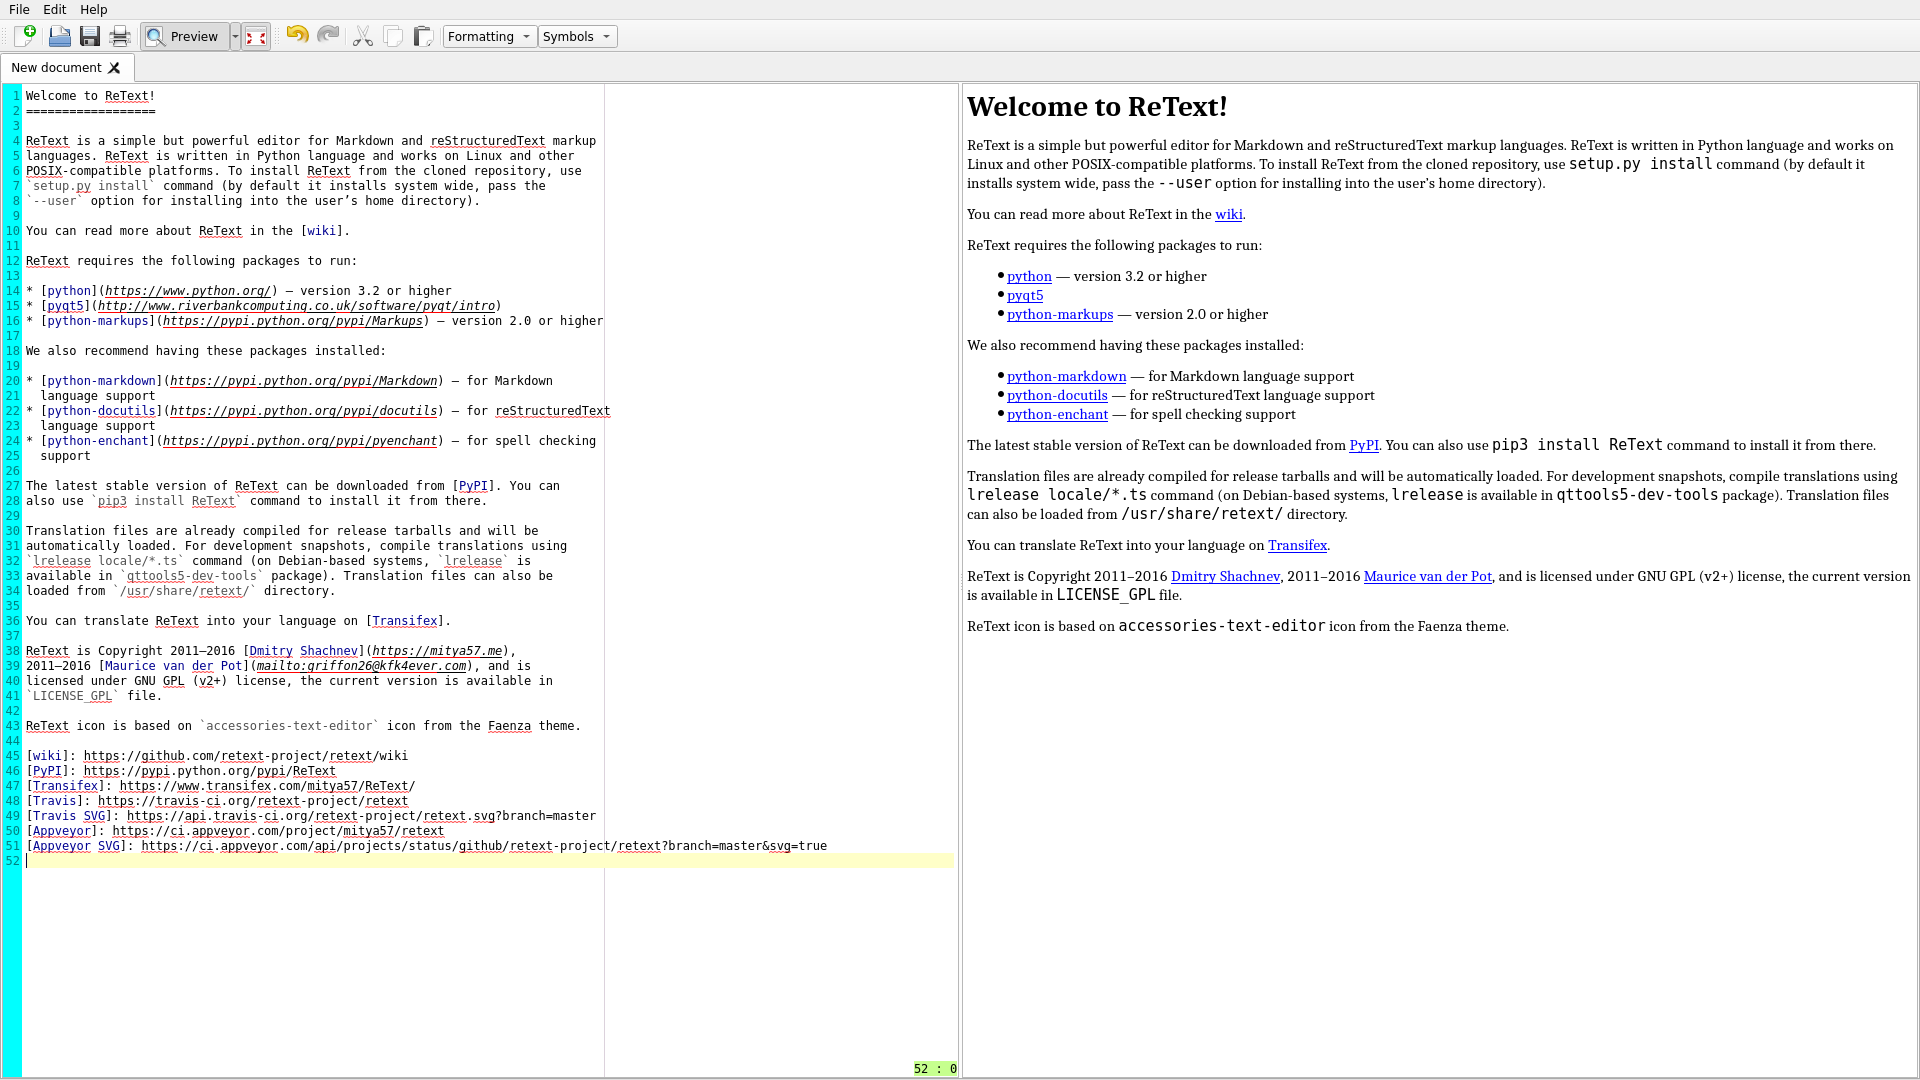 File Edit Help
Preview Formatting Symbols
New document
1 Welcome to ReText!
2 ==================
3
4 ReText is a simple but powerful editor for Markdown and reStructuredText markup
5 languages. ReText is written in Python language and works on Linux and other
6 POSIX-compatible platforms. To install ReText from the cloned repository, use
7 `setup.py install` command (by default it installs system wide, pass the
8 `--user` option for installing into the user’s home directory).
9
10 You can read more about ReText in the [wiki].
11
12 ReText requires the following packages to run:
13
14 * [python](https://www.python.org/) — version 3.2 or higher
15 * [pyqt5](http://www.riverbankcomputing.co.uk/software/pyqt/intro)
16 * [python-markups](https://pypi.python.org/pypi/Markups) — version 2.0 or higher
17
18 We also recommend having these packages installed:
19
20 * [python-markdown](https://pypi.python.org/pypi/Markdown) — for Markdown
21 language support
22 * [python-docutils](https://pypi.python.org/pypi/docutils) — for reStructuredText
23 language support
24 * [python-enchant](https://pypi.python.org/pypi/pyenchant) — for spell checking
25 support
26
27 The latest stable version of ReText can be downloaded from [PyPI]. You can
28 also use `pip3 install ReText` command to install it from there.
29
30 Translation files are already compiled for release tarballs and will be
31 automatically loaded. For development snapshots, compile translations using
32 `lrelease locale/*.ts` command (on Debian-based systems, `lrelease` is
33 available in `qttools5-dev-tools` package). Translation files can also be
34 loaded from `/usr/share/retext/` directory.
35
36 You can translate ReText into your language on [Transifex].
37
38 ReText is Copyright 2011–2016 [Dmitry Shachnev](https://mitya57.me),
39 2011–2016 [Maurice van der Pot](mailto:griffon26@kfk4ever.com), and is
40 licensed under GNU GPL (v2+) license, the current version is available in
41 `LICENSE_GPL` file.
42
43 ReText icon is based on `accessories-text-editor` icon from the Faenza theme.
44
45 [wiki]: https://github.com/retext-project/retext/wiki
46 [PyPI]: https://pypi.python.org/pypi/ReText
47 [Transifex]: https://www.transifex.com/mitya57/ReText/
48 [Travis]: https://travis-ci.org/retext-project/retext
49 [Travis SVG]: https://api.travis-ci.org/retext-project/retext.svg?branch=master
50 [Appveyor]: https://ci.appveyor.com/project/mitya57/retext
51 [Appveyor SVG]: https://ci.appveyor.com/api/projects/status/github/retext-project/retext?branch=master&svg=true
52
52 : 0
Welcome to ReText!
ReText is a simple but powerful editor for Markdown and reStructuredText markup languages. ReText is written in Python language and works on
Linux and other POSIX-compatible platforms. To install ReText from the cloned repository, use setup.py install command (by default it
installs system wide, pass the --user option for installing into the user’s home directory).
You can read more about ReText in the wiki.
ReText requires the following packages to run:
• python — version 3.2 or higher
• pyqt5
• python-markups — version 2.0 or higher
We also recommend having these packages installed:
• python-markdown — for Markdown language support
• python-docutils — for reStructuredText language support
• python-enchant — for spell checking support
The latest stable version of ReText can be downloaded from PyPI. You can also use pip3 install ReText command to install it from there.
Translation files are already compiled for release tarballs and will be automatically loaded. For development snapshots, compile translations using
lrelease locale/*.ts command (on Debian-based systems, lrelease is available in qttools5-dev-tools package). Translation files
can also be loaded from /usr/share/retext/ directory.
You can translate ReText into your language on Transifex.
ReText is Copyright 2011–2016 Dmitry Shachnev, 2011–2016 Maurice van der Pot, and is licensed under GNU GPL (v2+) license, the current version
is available in LICENSE_GPL file.
ReText icon is based on accessories-text-editor icon from the Faenza theme.